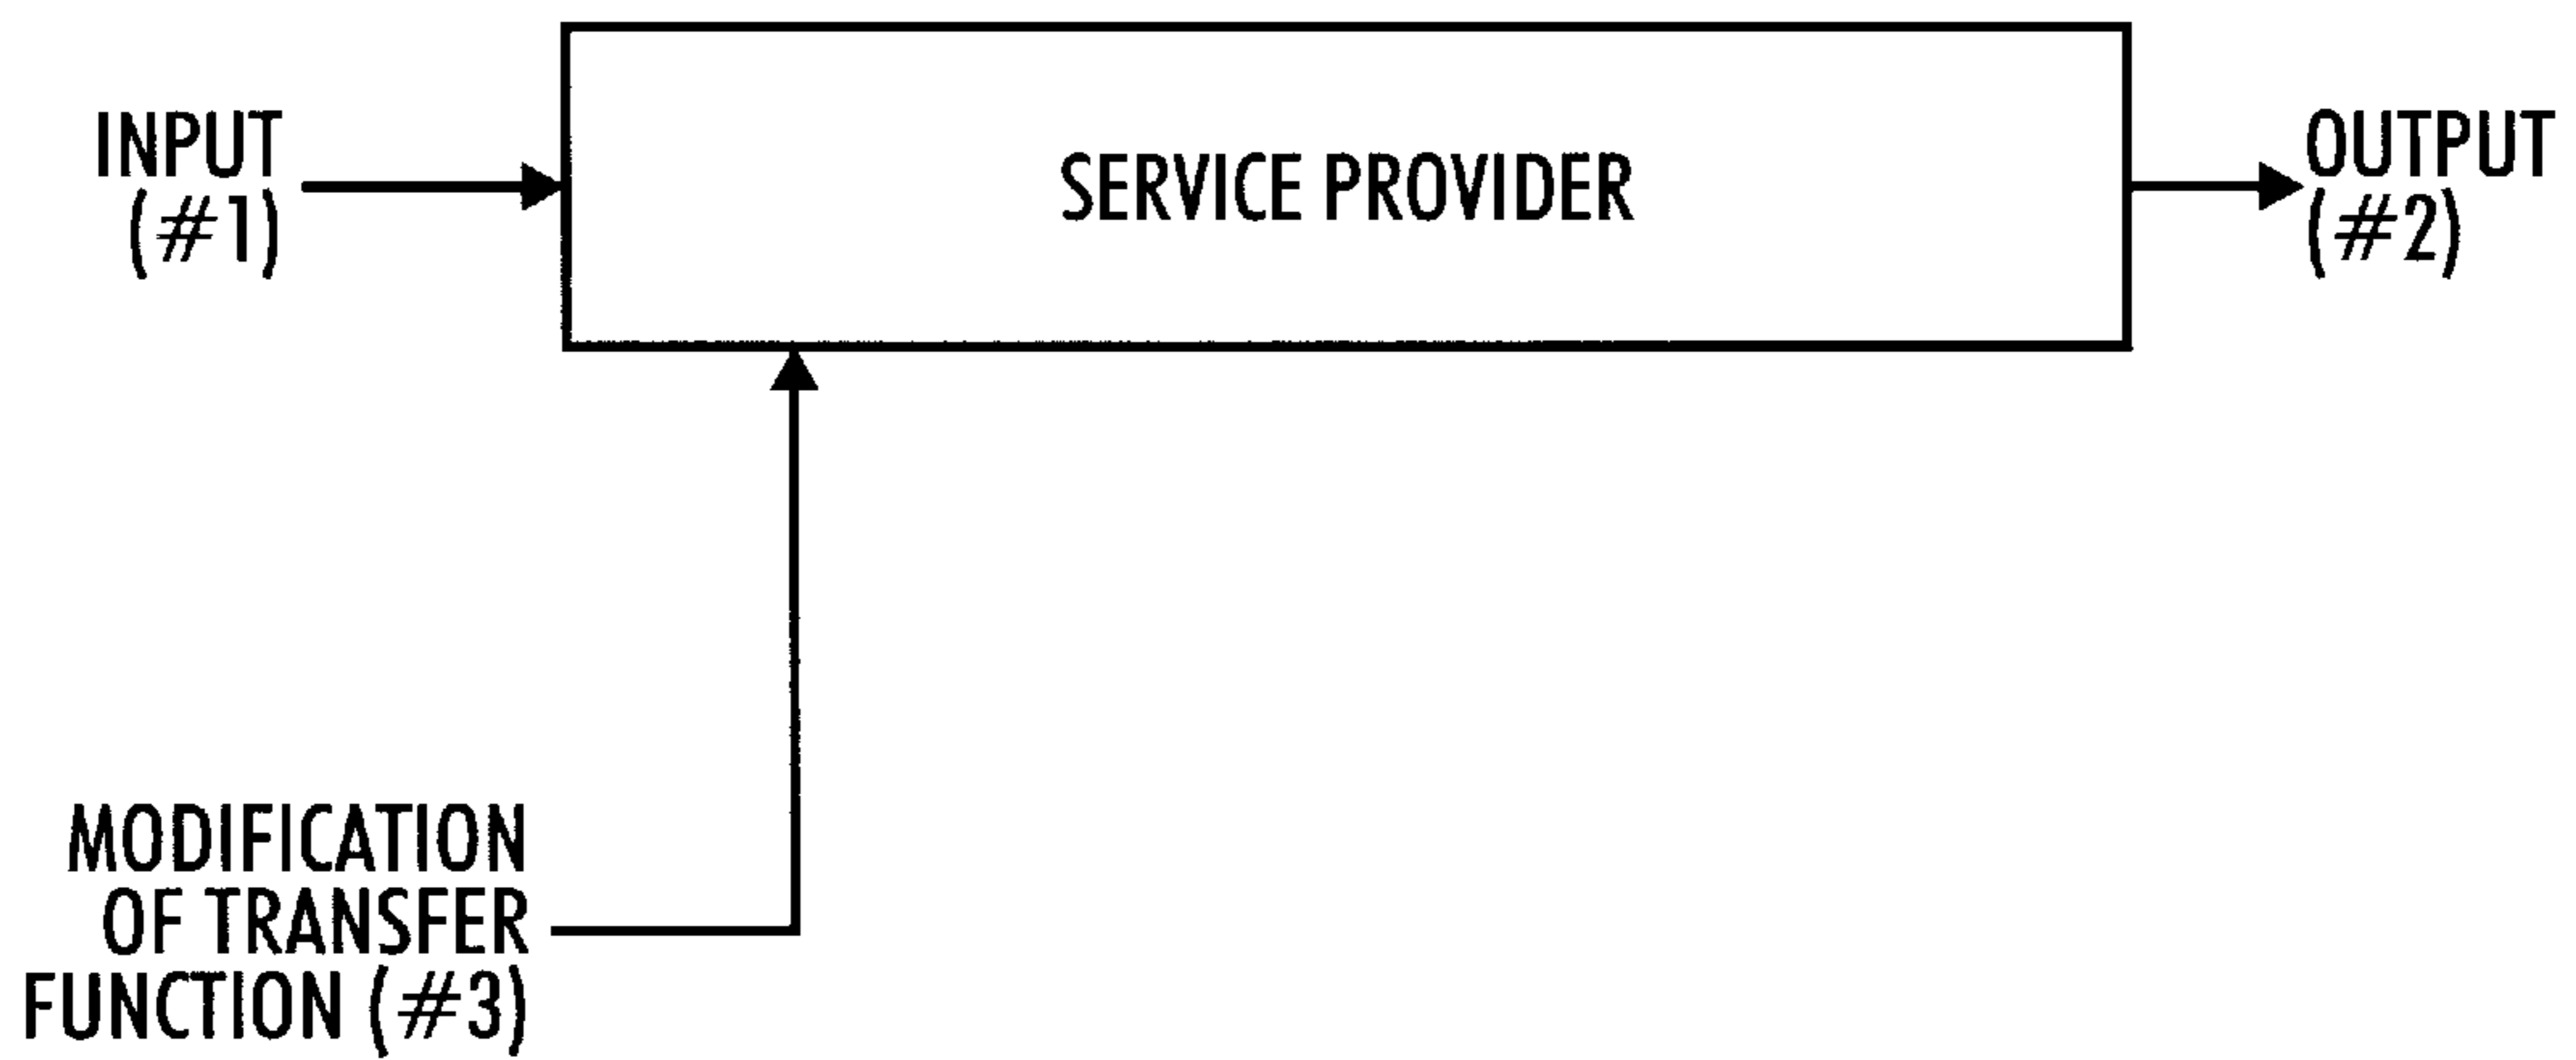 INPUT
(#1)
SERVICE PROVIDER
OUTPUT
(#2)
MODIFICATION
OF TRANSFER
FUNCTION (#3)